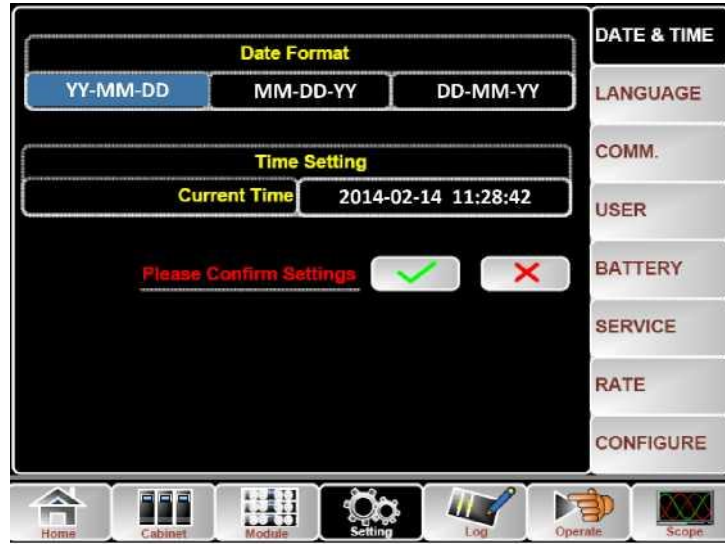 Date Format
YY-MM-DD MM-DD-YY DD-MM-YY
Time Setting
Current Time 2014-02-14 11:28:42
Please Confirm Settings
DATE & TIME
LANGUAGE
COMM.
USER
BATTERY
SERVICE
RATE
CONFIGURE
Home Cabinet Module Setting Log Operate Scope